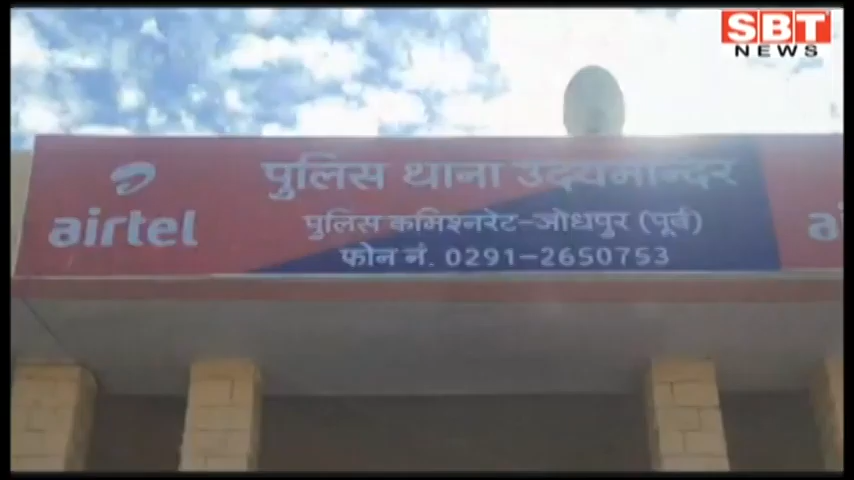 SBT
NEWS
airtel
पुलिस थाना उदयमन्दिर
पुलिस कमिश्नरेट-जोधपुर (पूर्व)
फोन नं. 0291-2650753